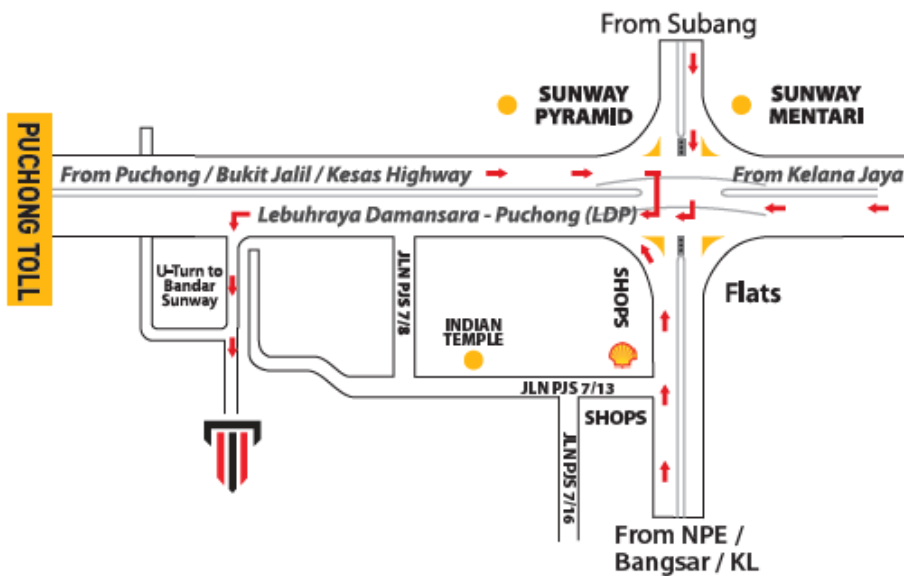 From Subang
SUNWAY
PYRAMID
SUNWAY
MENTARI
PUCHONG TOLL
From Puchong / Bukit Jalil / Kesas Highway
From Kelana Jaya
Lebuhraya Damansara - Puchong (LDP)
U-Turn to
Bandar
Sunway
JLN PJS 7/8
SHOPS
Flats
INDIAN
TEMPLE
JLN PJS 7/13
SHOPS
JLN PJS 7/16
From NPE /
Bangsar / KL